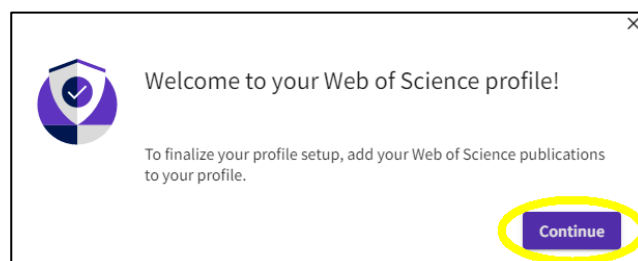 Welcome to your Web of Science profile!
To finalize your profile setup, add your Web of Science publications
to your profile.
Continue